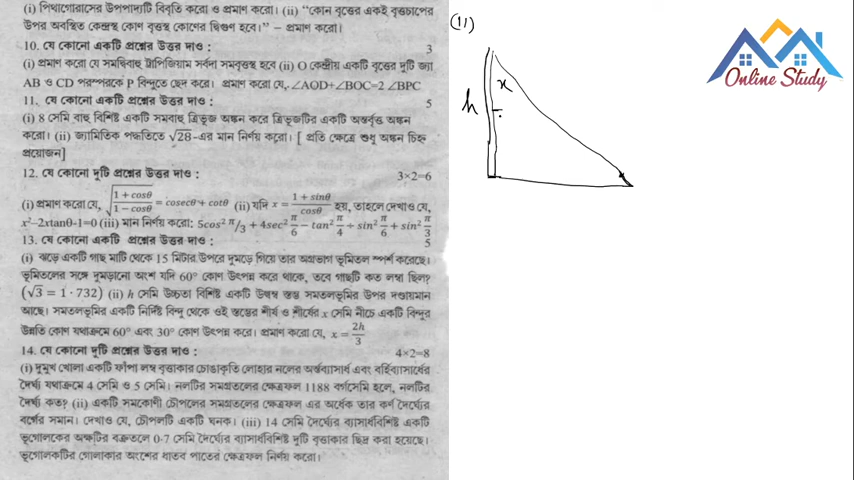 (i) পিথাগোরাসের উপপাদ্যটি বিবৃতি করো ও প্রমাণ করো। (ii) “কোন বৃত্তের একই বৃত্তচাপের
উপর অবস্থিত কেন্দ্রস্থ কোণ বৃত্তস্থ কোণের দ্বিগুণ হবে।” – প্রমাণ করো।
10. যে কোনো একটি প্রশ্নের উত্তর দাও : 3
(i) প্রমাণ করো যে সমদ্বিবাহু ট্রাপিজিয়াম সর্বদা সমবৃত্তস্থ হবে (ii) O কেন্দ্রীয় একটি বৃত্তের দুটি জ্যা
AB ও CD পরস্পরকে P বিন্দুতে ছেদ করে। প্রমাণ করো যে, ∠AOD+∠BOC=2 ∠BPC
11. যে কোনো একটি প্রশ্নের উত্তর দাও : 5
(i) 8 সেমি বাহু বিশিষ্ট একটি সমবাহু ত্রিভুজ অঙ্কন করে ত্রিভুজটির একটি অন্তর্বৃত্ত অঙ্কন
করো। (ii) জ্যামিতিক পদ্ধতিতে √28-এর মান নির্ণয় করো। [ প্রতি ক্ষেত্রে শুধু অঙ্কন চিহ্ন
প্রয়োজন]
12. যে কোনো দুটি প্রশ্নের উত্তর দাও : 3×2=6
(i) প্রমাণ করো যে, √((1+cosθ)/(1−cosθ)) = cosecθ + cotθ (ii) যদি x = (1+sinθ)/cosθ হয়, তাহলে দেখাও যে,
x²−2xtanθ-1=0 (iii) মান নির্ণয় করো: 5cos² π/3 + 4sec² π/6 − tan² π/4 ÷ sin² π/6 + sin² π/3
13. যে কোনো একটি প্রশ্নের উত্তর দাও : 5
(i) ঝড়ে একটি গাছ মাটি থেকে 15 মিটার উপরে দুমড়ে গিয়ে তার অগ্রভাগ ভূমিতল স্পর্শ করেছে।
ভূমিতলের সঙ্গে দুমড়ানো অংশ যদি 60° কোণ উৎপন্ন করে থাকে, তবে গাছটি কত লম্বা ছিল?
(√3 = 1·732) (ii) h সেমি উচ্চতা বিশিষ্ট একটি উলম্ব স্তম্ভ সমতলভূমির উপর দণ্ডায়মান
আছে। সমতলভূমির একটি নির্দিষ্ট বিন্দু থেকে ওই স্তম্ভের শীর্ষ ও শীর্ষের x সেমি নীচে একটি বিন্দুর
উন্নতি কোণ যথাক্রমে 60° এবং 30° কোণ উৎপন্ন করে। প্রমাণ করো যে, x = 2h/3
14. যে কোনো দুটি প্রশ্নের উত্তর দাও : 4×2=8
(i) দুমুখ খোলা একটি ফাঁপা লম্ব বৃত্তাকার চোঙাকৃতি লোহার নলের অন্তর্ব্যাসার্ধ এবং বর্হিব্যাসার্ধের
দৈর্ঘ্য যথাক্রমে 4 সেমি ও 5 সেমি। নলটির সমগ্রতলের ক্ষেত্রফল 1188 বর্গসেমি হলে, নলটির
দৈর্ঘ্য কত? (ii) একটি সমকোণী চৌপলের সমগ্রতলের ক্ষেত্রফল এর অর্ধেক তার কর্ণ দৈর্ঘ্যের
বর্গের সমান। দেখাও যে, চৌপলটি একটি ঘনক। (iii) 14 সেমি দৈর্ঘ্যের ব্যাসার্ধবিশিষ্ট একটি
ভূগোলকের অক্ষটির বক্রতলে 0·7 সেমি দৈর্ঘ্যের ব্যাসার্ধবিশিষ্ট দুটি বৃত্তাকার ছিদ্র করা হয়েছে।
ভূগোলকটির গোলাকার অংশের ধাতব পাতের ক্ষেত্রফল নির্ণয় করো।
(ii)
x
h
Online Study